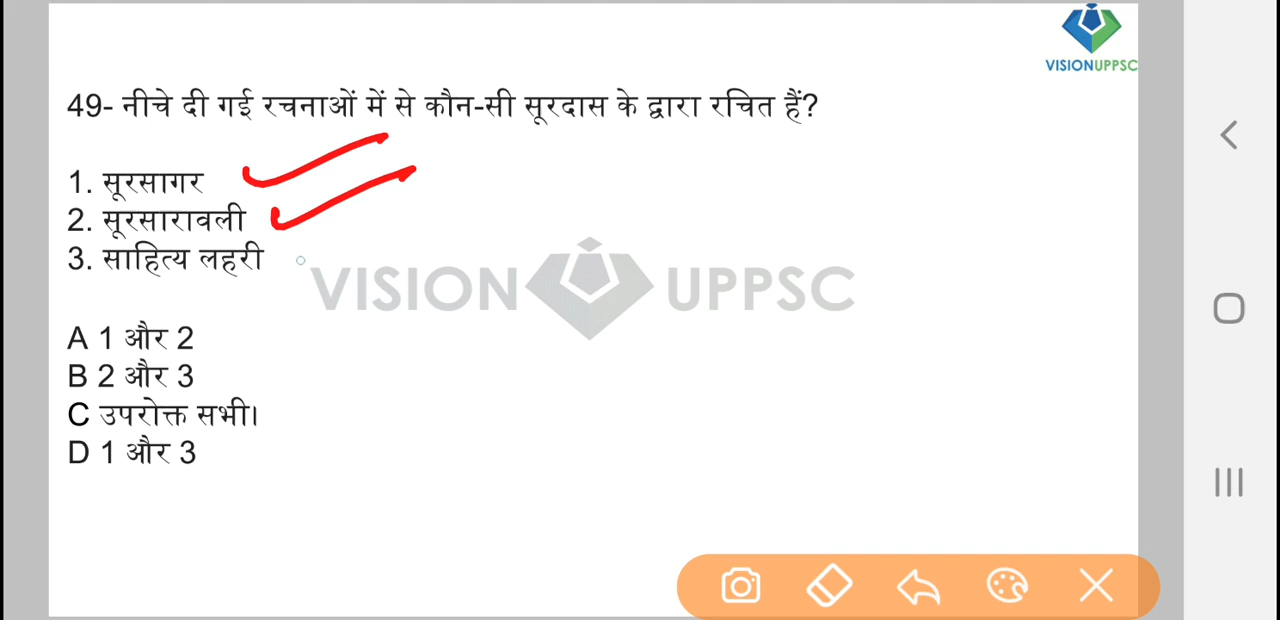 VISIONUPPSC
49- नीचे दी गई रचनाओं में से कौन-सी सूरदास के द्वारा रचित हैं?
1. सूरसागर
2. सूरसारावली
3. साहित्य लहरी
VISION UPPSC
A 1 और 2
B 2 और 3
C उपरोक्त सभी।
D 1 और 3